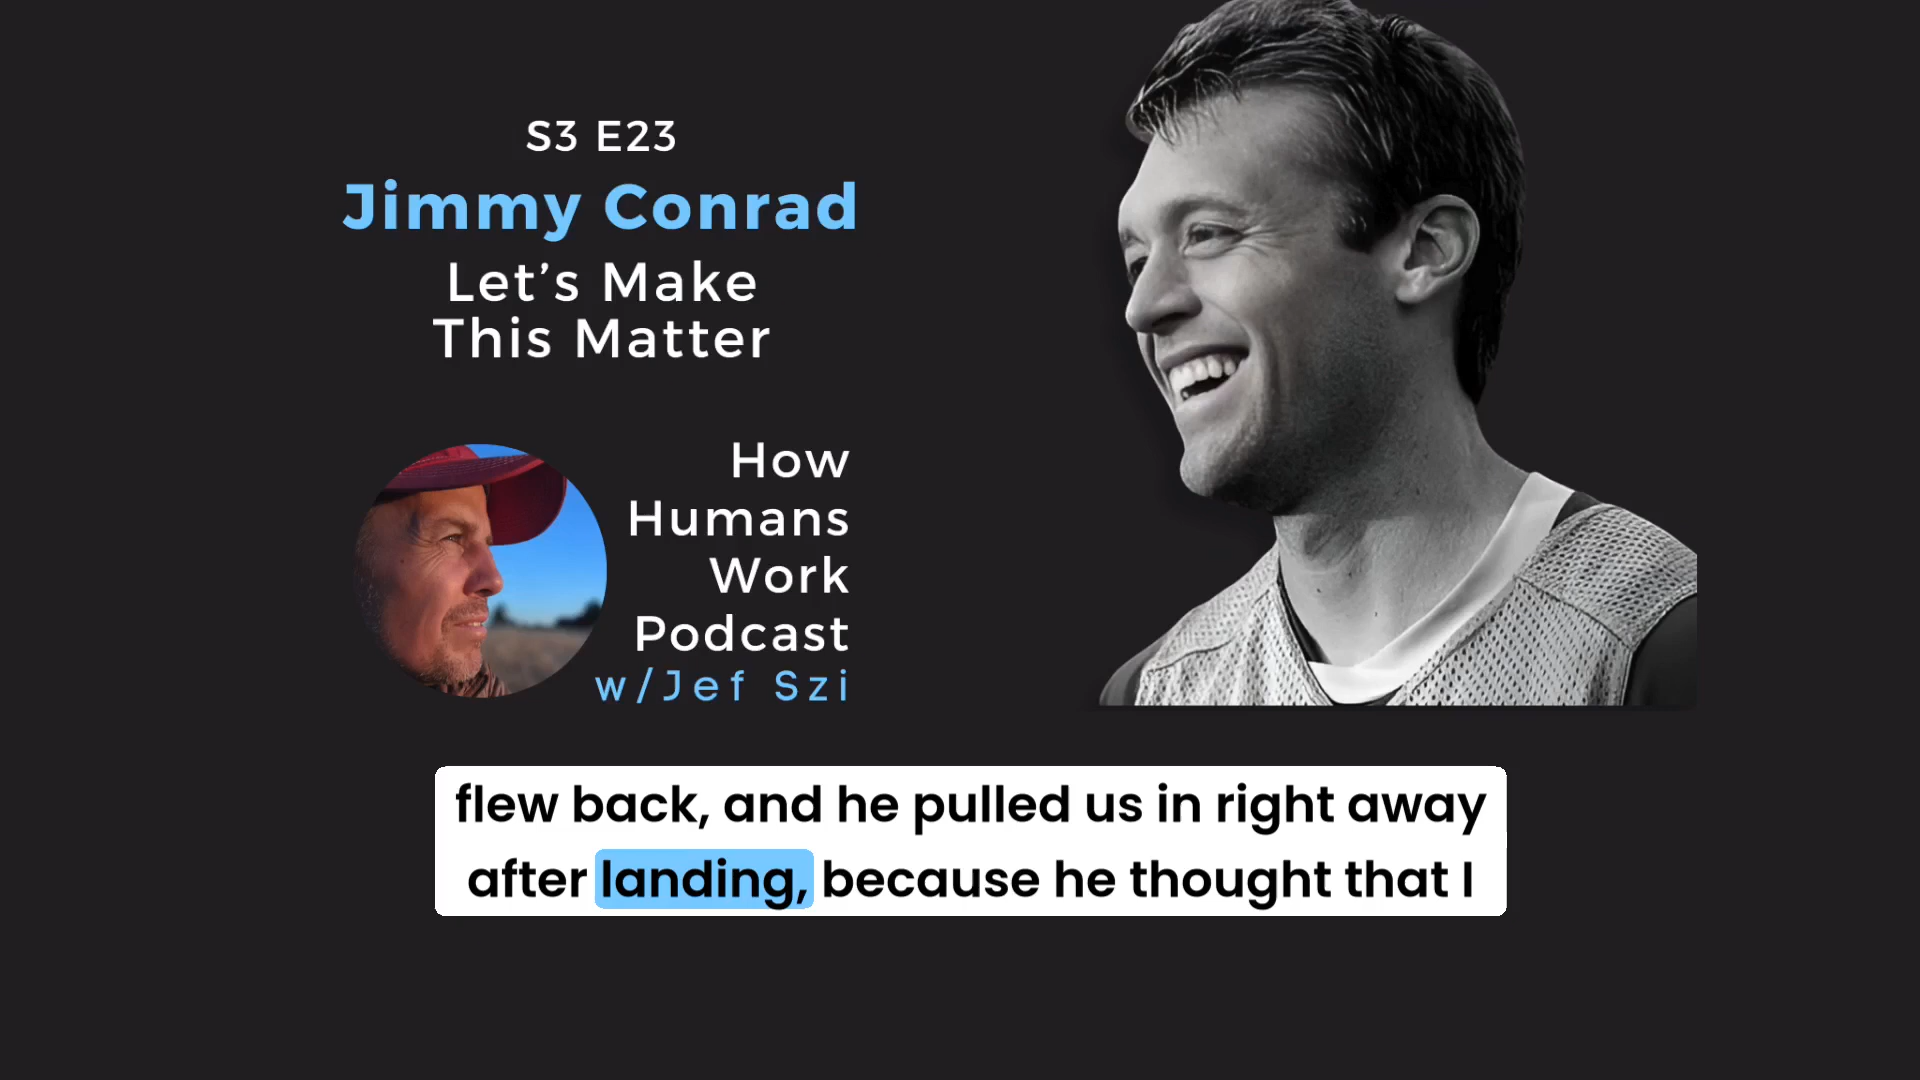 S3 E23
Jimmy Conrad
Let’s Make
This Matter
How
Humans
Work
Podcast
w/Jef Szi
flew back, and he pulled us in right away
after landing, because he thought that I